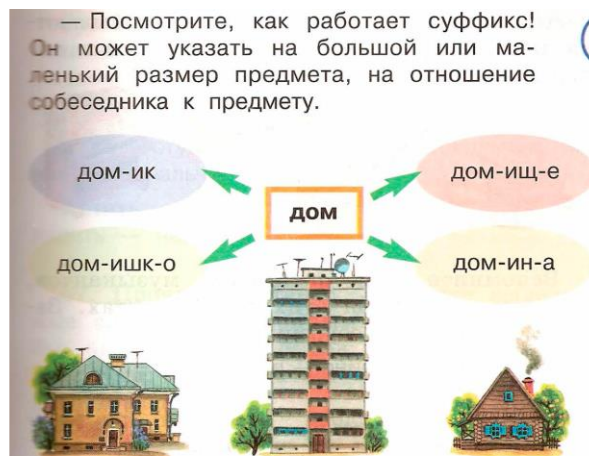 — Посмотрите, как работает суффикс!
Он может указать на большой или ма-
ленький размер предмета, на отношение
собеседника к предмету.
дом-ик
дом-ищ-е
дом
дом-ишк-о
дом-ин-а